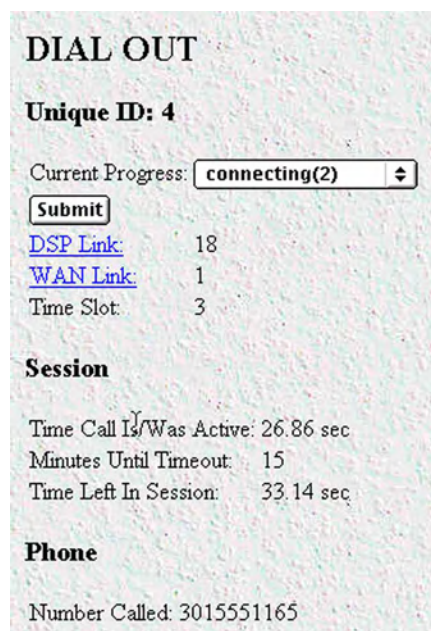 DIAL OUT
Unique ID: 4
Current Progress: connecting(2)
Submit
DSP Link: 18
WAN Link: 1
Time Slot: 3
Session
Time Call Is/Was Active: 26.86 sec
Minutes Until Timeout: 15
Time Left In Session: 33.14 sec
Phone
Number Called: 3015551165